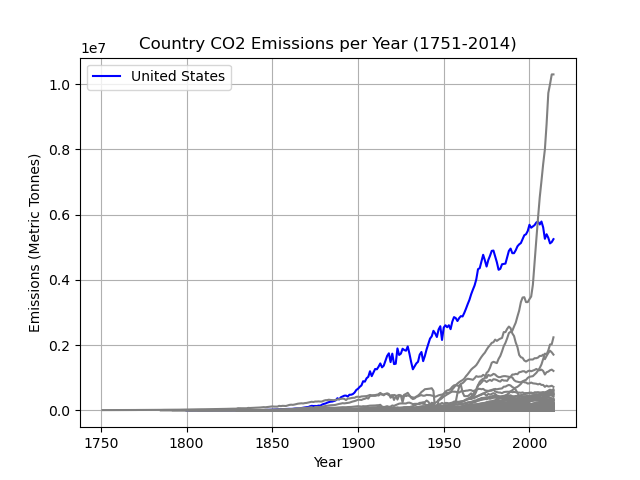 Country CO2 Emissions per Year (1751-2014)
1e7
United States
1.0
0.8
0.6
0.4
0.2
0.0
Emissions (Metric Tonnes)
1750 1800 1850 1900 1950 2000
Year